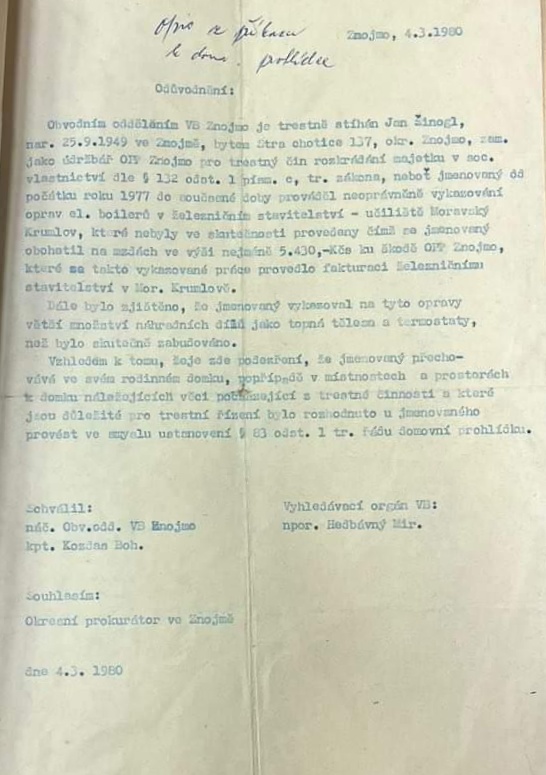 Opis z příkazu
k dom. prohlídce
Znojmo, 4.3.1980
Odůvodnění:
Obvodním oddělením VB Znojmo je trestně stíhán Jan Žinogl,
nar. 25.9.1949 ve Znojmě, bytem Stra chotice 137, okr. Znojmo, zam.
jako údržbář OPP Znojmo pro trestný čin rozkrádání majetku v soc.
vlastnictví dle § 132 odst. 1 písm. c, tr. zákona, neboť jmenovaný od
počátku roku 1977 do současné doby prováděl neoprávněné vykazování
oprav el. boilerů v železničním stavitelství - učiliště Moravský
Krumlov, které nebyly ve skutečnosti provedeny čímž se jmenovaný
obohatil na mzdách ve výši nejméně 5.430,-Kčs ku škodě OPP Znojmo,
které za takto vykazované práce provedlo fakturaci železničnímu
stavitelství v Mor. Krumlově.
Dále bylo zjištěno, že jmenovaný vykazoval na tyto opravy
větší množství náhradních dílů jako topná tělesa a termostaty,
než bylo skutečně zabudováno.
Vzhledem k tomu, žeje zde podezření, že jmenovaný přecho-
vává ve svém rodinném domku, popřípadě v místnostech a prostorách
k domku náležejících věci pocházející z trestné činnosti a které
jsou důležité pro trestní řízení bylo rozhodnuto u jmenovaného
provést ve smyslu ustanovení § 83 odst. 1 tr. řádu domovní prohlídku.
Schválil:
náč. Obv.odd. VB Znojmo
kpt. Kozdas Boh.
Vyhledávací orgán VB:
npor. Hedbávný Mir.
Souhlasím:
Okresní prokurátor ve Znojmě
dne 4.3. 1980